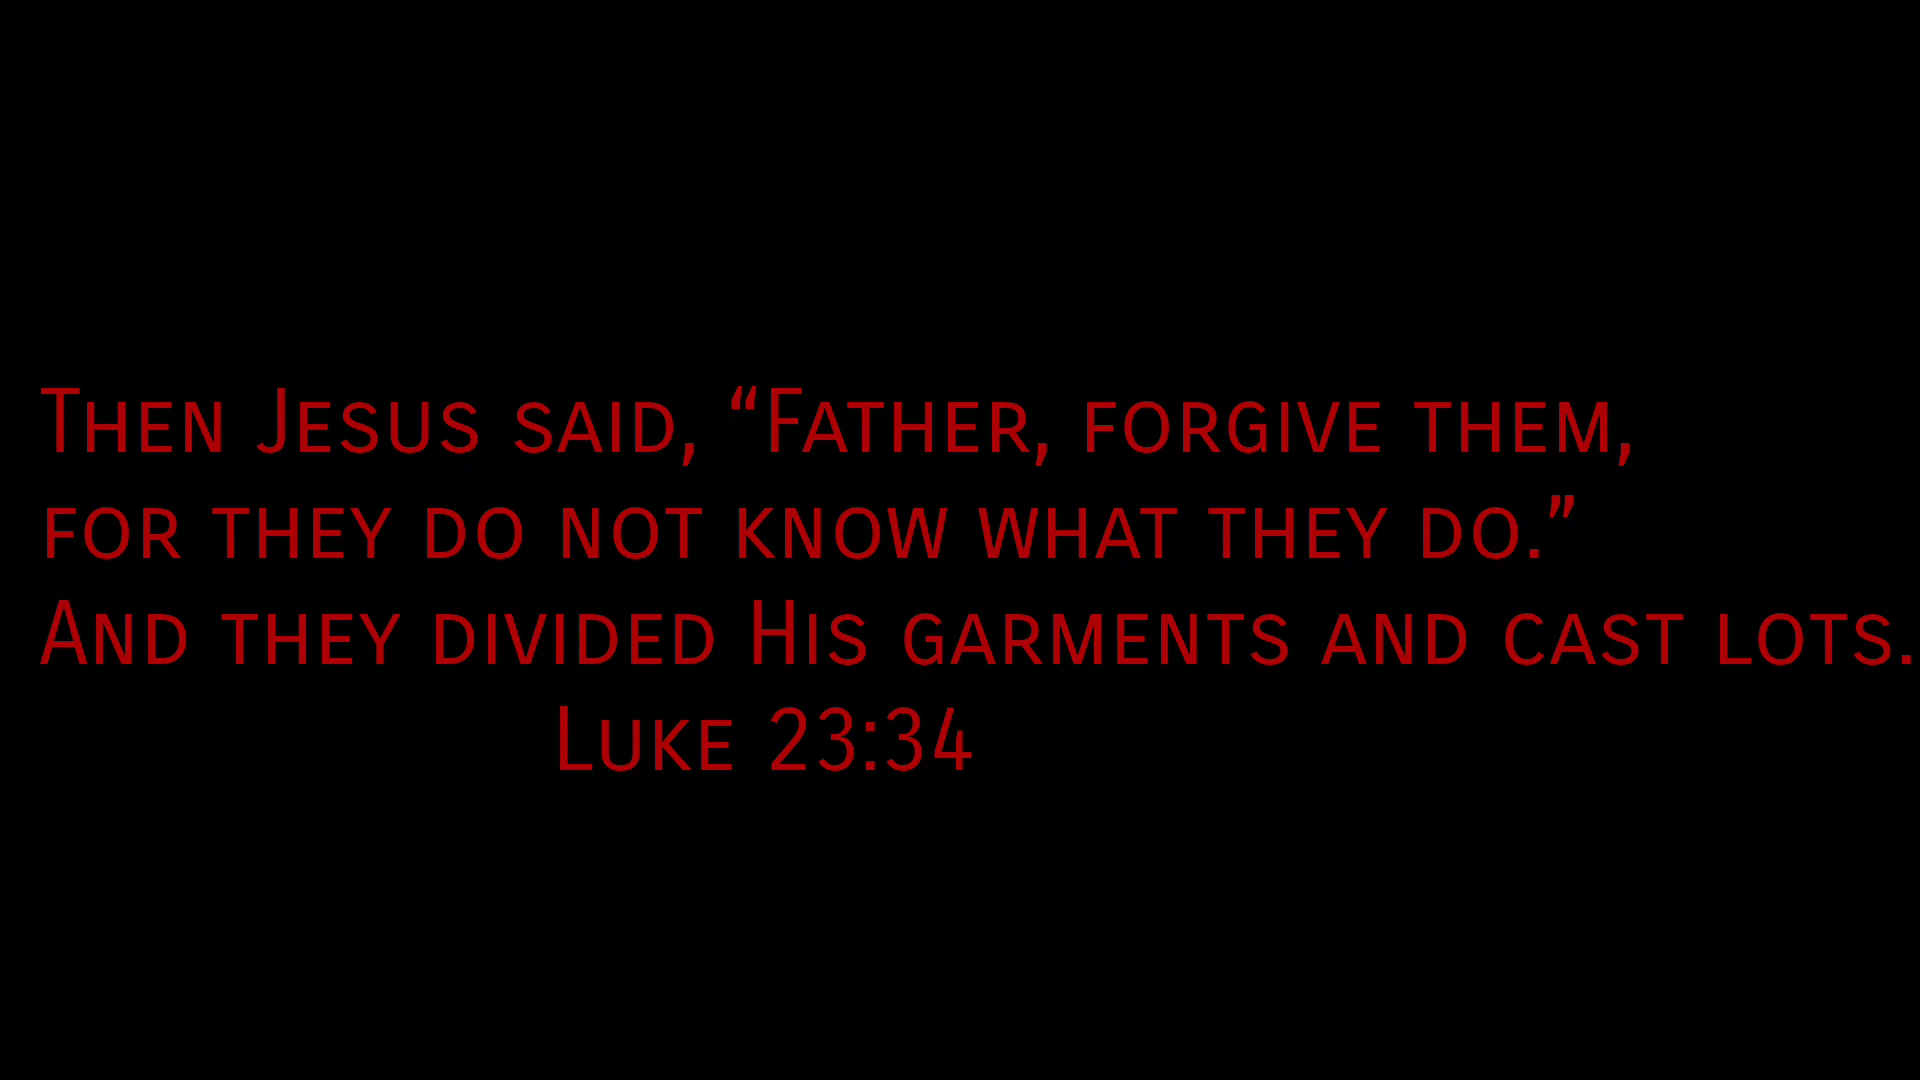 Then Jesus said, “Father, forgive them,
for they do not know what they do.”
And they divided His garments and cast lots.
Luke 23:34